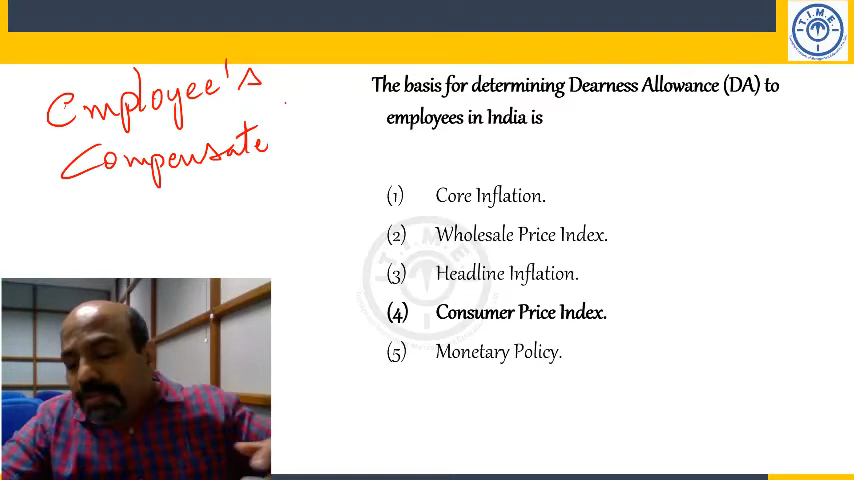 T.I.M.E.
Employee's
Compensate
The basis for determining Dearness Allowance (DA) to
employees in India is
(1) Core Inflation.
(2) Wholesale Price Index.
(3) Headline Inflation.
(4) Consumer Price Index.
(5) Monetary Policy.